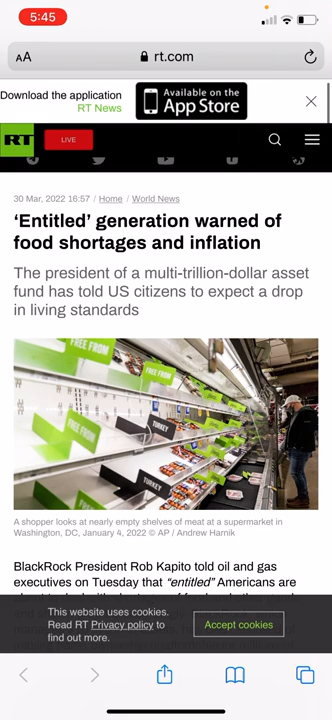 5:45
AA
rt.com
Download the application
RT News
Available on the
App Store
RT
LIVE
30 Mar, 2022 16:57 / Home / World News
‘Entitled’ generation warned of
food shortages and inflation
The president of a multi-trillion-dollar asset
fund has told US citizens to expect a drop
in living standards
FREE FROM
FREE FROM
FREE FROM
TURKEY
TURKEY
A shopper looks at nearly empty shelves of meat at a supermarket in
Washington, DC, January 4, 2022 © AP / Andrew Harnik
BlackRock President Rob Kapito told oil and gas
executives on Tuesday that “entitled” Americans are
This website uses cookies.
Read RT Privacy policy to
find out more.
Accept cookies